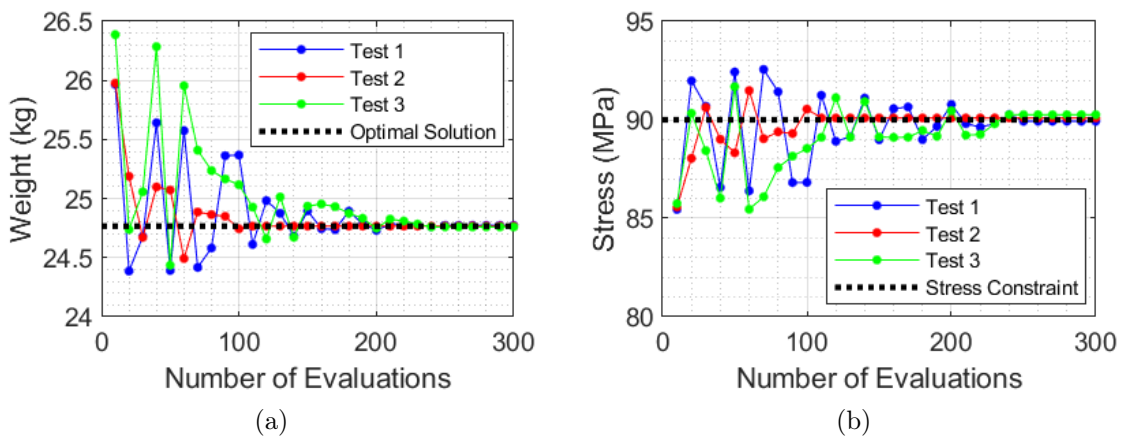 26.5
26
25.5
25
24.5
24
Weight (kg)
Test 1
Test 2
Test 3
Optimal Solution
0
100
200
300
Number of Evaluations
(a)
95
90
85
80
Stress (MPa)
Test 1
Test 2
Test 3
Stress Constraint
0
100
200
300
Number of Evaluations
(b)